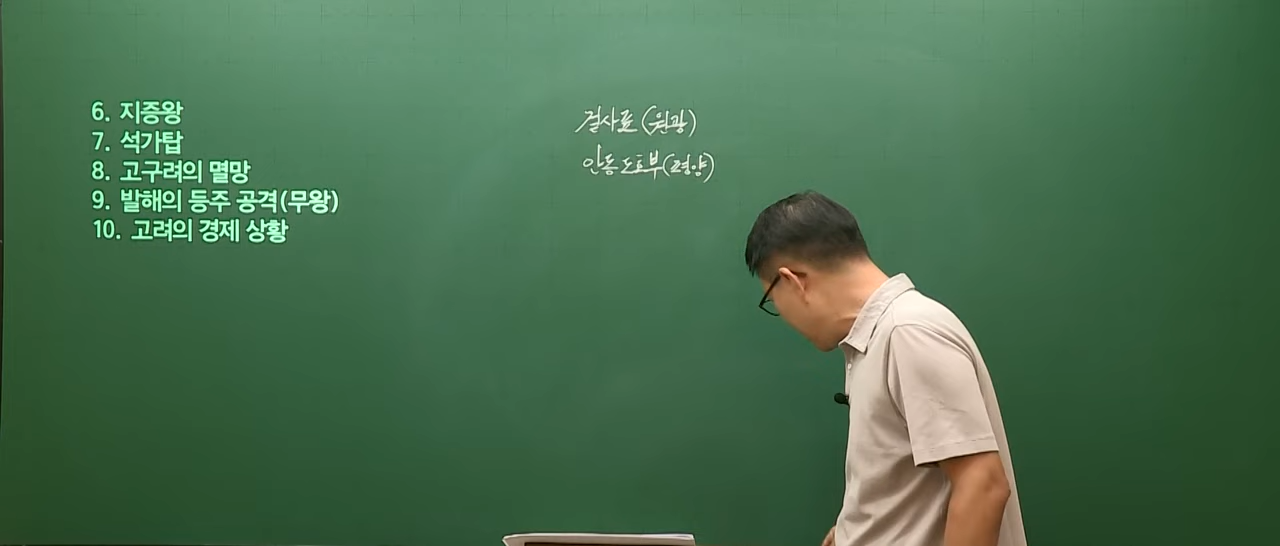 6. 지증왕
7. 석가탑
8. 고구려의 멸망
9. 발해의 등주 공격(무왕)
10. 고려의 경제 상황
걸사표(원광)
안동도호부(평양)